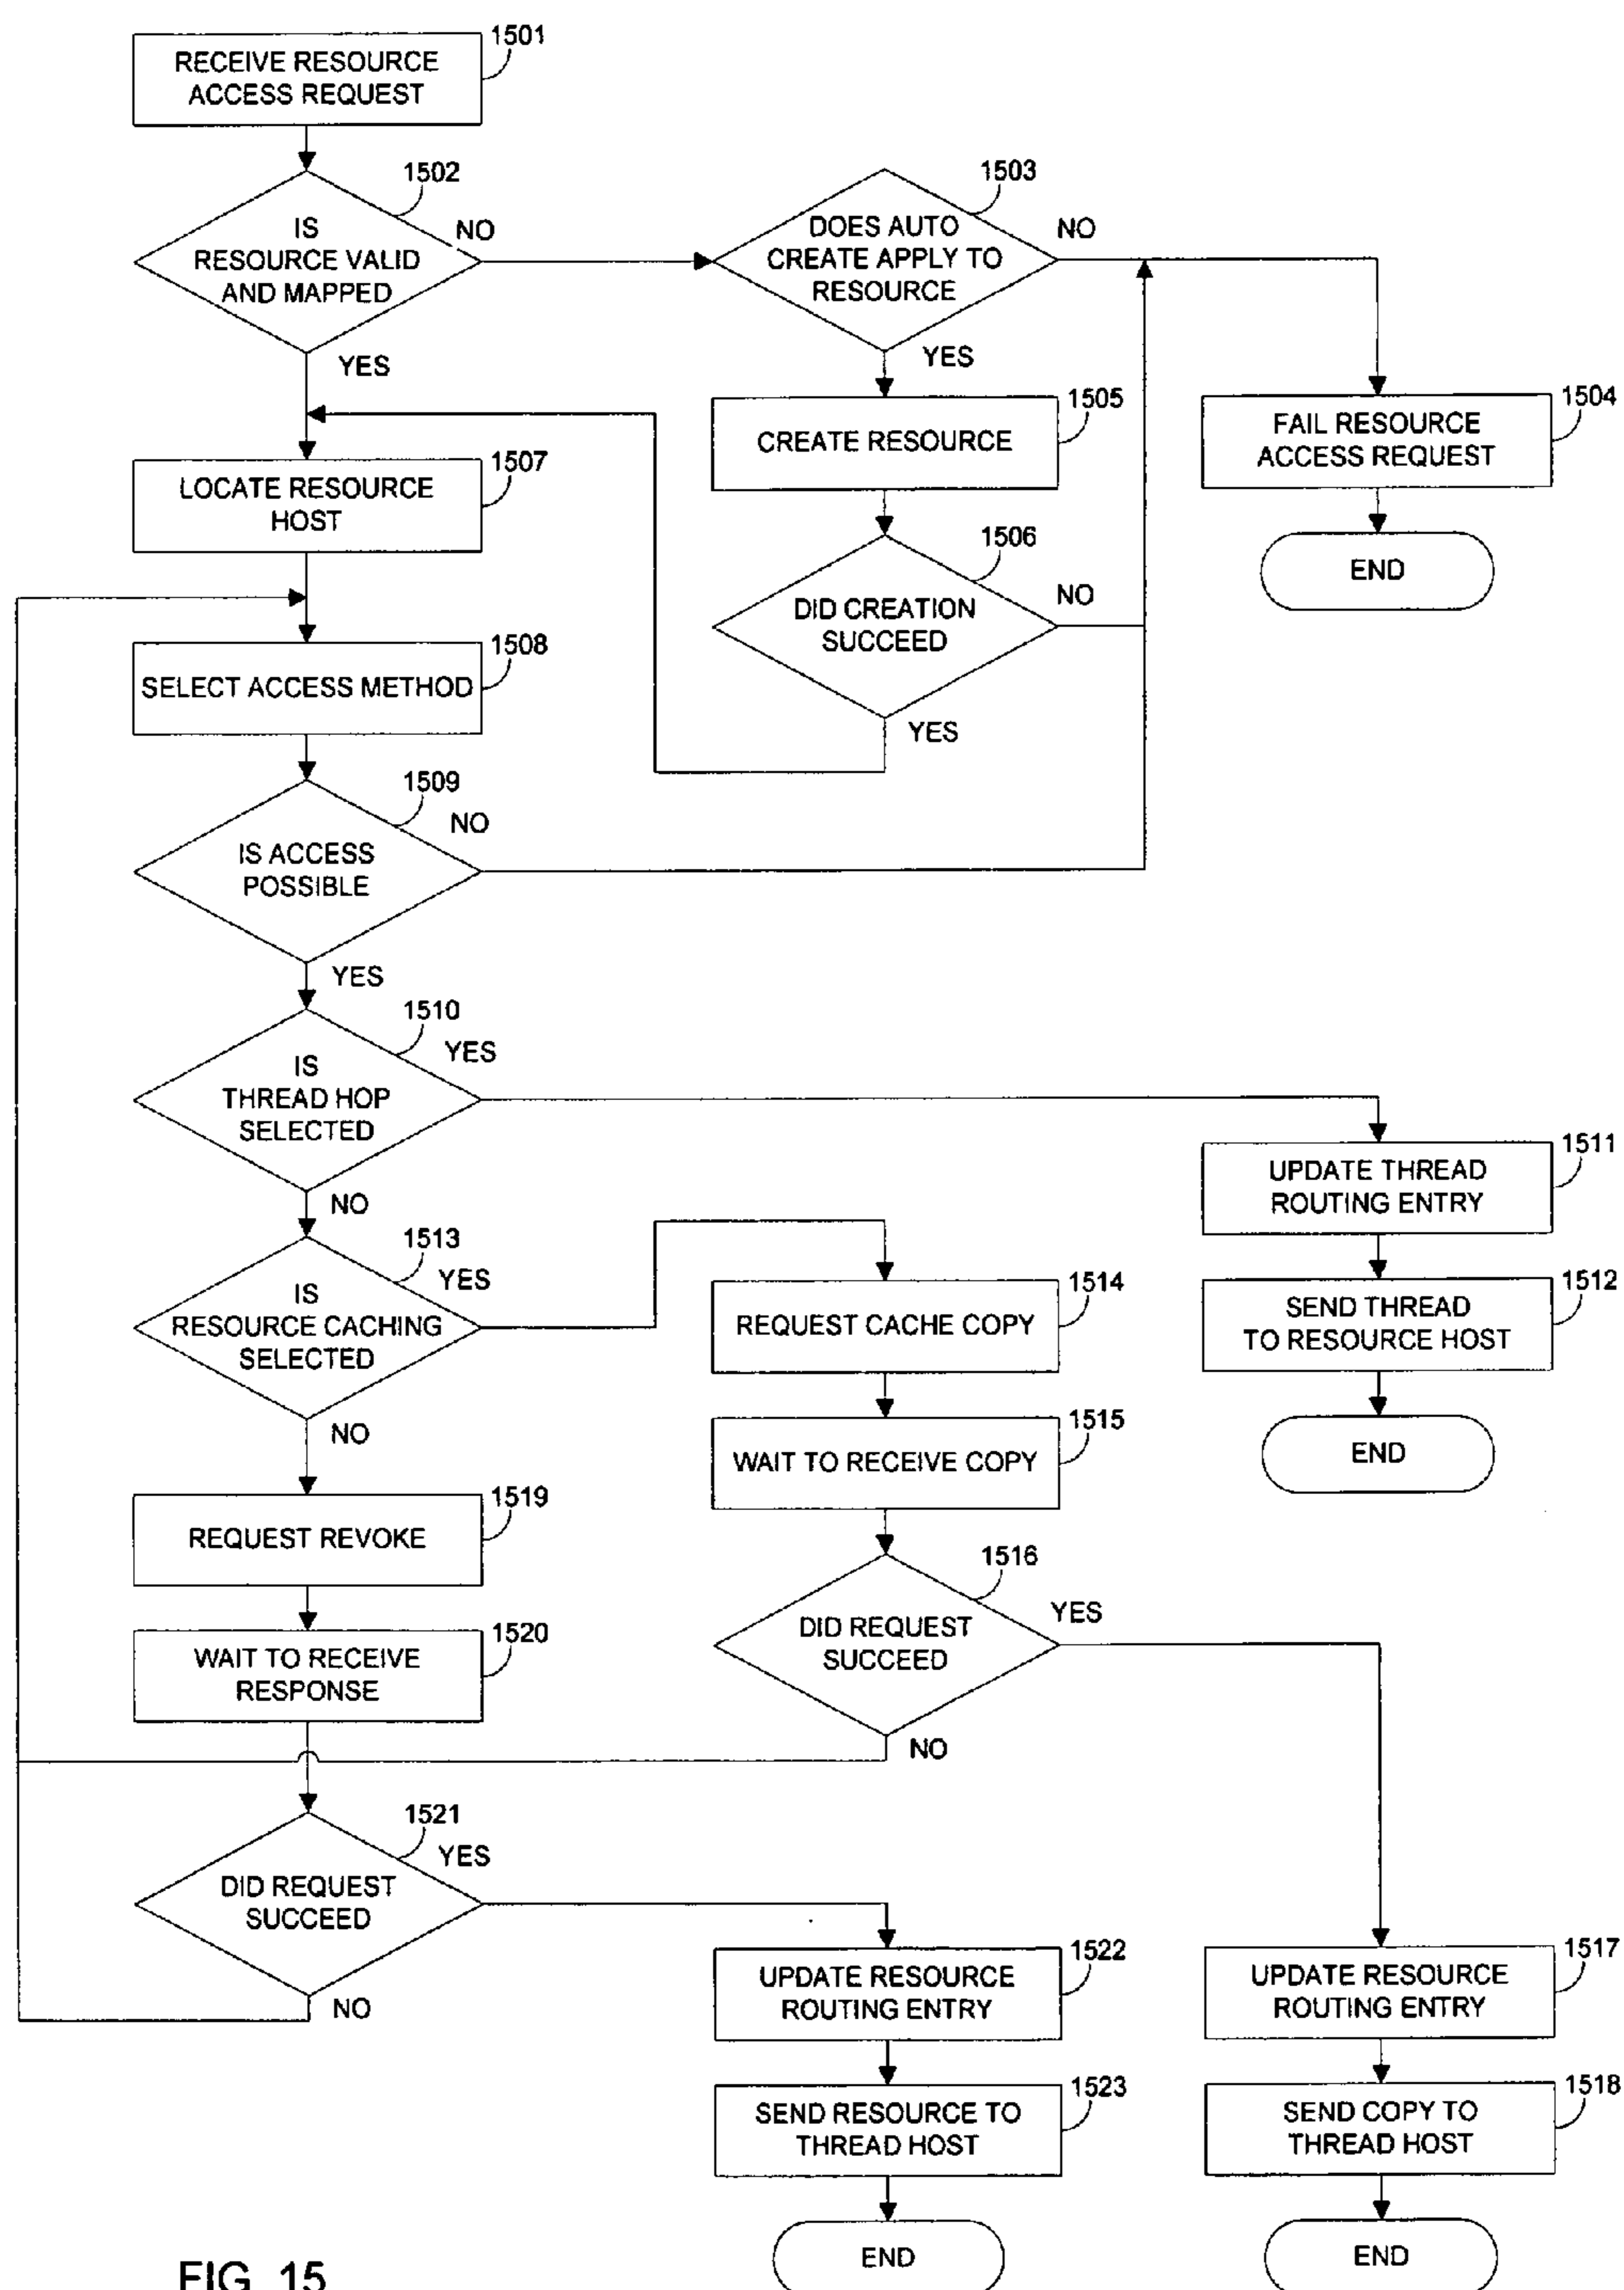 1501
RECEIVE RESOURCE
ACCESS REQUEST
1502
IS
RESOURCE VALID
AND MAPPED
NO
YES
1503
DOES AUTO
CREATE APPLY TO
RESOURCE
NO
YES
1504
FAIL RESOURCE
ACCESS REQUEST
END
1505
CREATE RESOURCE
1506
DID CREATION
SUCCEED
NO
YES
1507
LOCATE RESOURCE
HOST
1508
SELECT ACCESS METHOD
1509
IS ACCESS
POSSIBLE
NO
YES
1510
IS
THREAD HOP
SELECTED
YES
NO
1511
UPDATE THREAD
ROUTING ENTRY
1512
SEND THREAD
TO RESOURCE HOST
END
1513
IS
RESOURCE CACHING
SELECTED
YES
NO
1514
REQUEST CACHE COPY
1515
WAIT TO RECEIVE COPY
1516
DID REQUEST
SUCCEED
YES
NO
1519
REQUEST REVOKE
1520
WAIT TO RECEIVE
RESPONSE
1521
DID REQUEST
SUCCEED
YES
NO
1522
UPDATE RESOURCE
ROUTING ENTRY
1523
SEND RESOURCE TO
THREAD HOST
END
1517
UPDATE RESOURCE
ROUTING ENTRY
1518
SEND COPY TO
THREAD HOST
END
FIG. 15